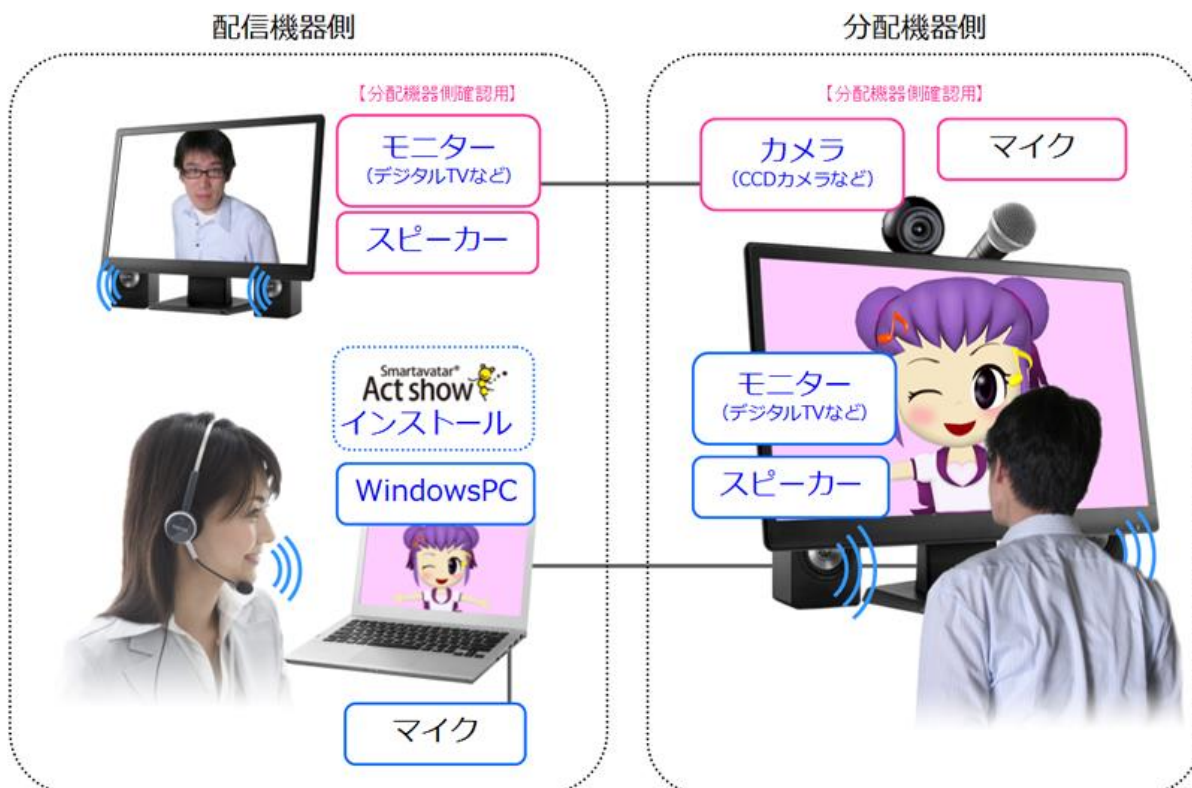 配信機器側
【分配機器側確認用】
モニター
(デジタルTVなど)
スピーカー
Smartavatar®
Act show
インストール
WindowsPC
マイク
分配機器側
【分配機器側確認用】
カメラ
(CCDカメラなど)
マイク
モニター
(デジタルTVなど)
スピーカー